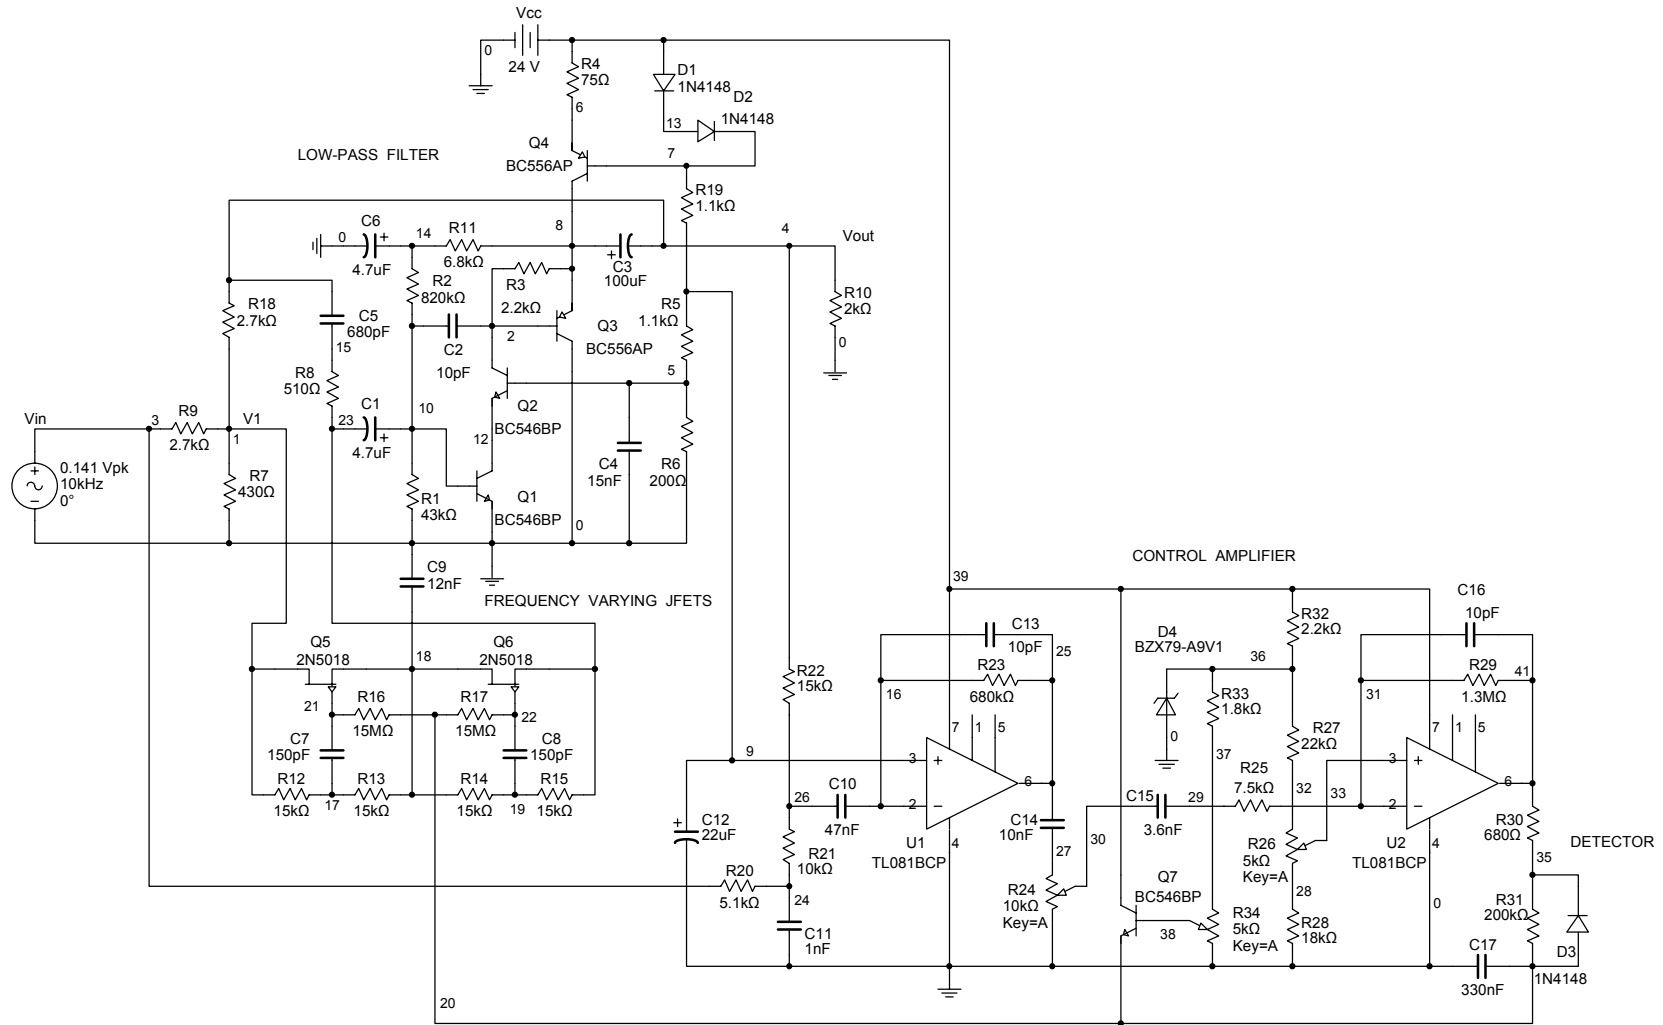 Vcc
0
24 V
R4
75Ω
6
D1
1N4148
D2
1N4148
13
Q4
BC556AP
7
LOW-PASS FILTER
R19
1.1kΩ
C6
0
+
14
R11
8
4
Vout
4.7uF
6.8kΩ
+
C3
100uF
R2
820kΩ
R3
2.2kΩ
R18
2.7kΩ
C5
680pF
R5
1.1kΩ
R10
2kΩ
15
C2
10pF
2
Q3
BC556AP
0
R8
510Ω
5
Vin
3
R9
2.7kΩ
V1
1
23
C1
+
4.7uF
10
Q2
BC546BP
12
C4
15nF
R6
200Ω
0.141 Vpk
10kHz
0°
+
−
R7
430Ω
R1
43kΩ
Q1
BC546BP
0
C9
12nF
CONTROL AMPLIFIER
FREQUENCY VARYING JFETS
39
C16
10pF
Q5
2N5018
Q6
2N5018
18
C13
10pF
25
D4
BZX79-A9V1
R32
2.2kΩ
36
R22
15kΩ
16
R23
680kΩ
31
R29
1.3MΩ
41
21
R16
15MΩ
R17
15MΩ
22
R33
1.8kΩ
7
1
5
7
1
5
C7
150pF
C8
150pF
0
R27
22kΩ
9
3
+
37
3
+
R12
15kΩ
17
R13
15kΩ
R14
15kΩ
19
R15
15kΩ
26
C10
47nF
2
−
6
C15
3.6nF
29
R25
7.5kΩ
32
33
2
−
6
+
C12
22uF
C14
10nF
30
U1
TL081BCP
4
R21
10kΩ
27
R26
5kΩ
Key=A
U2
TL081BCP
4
R30
680Ω
DETECTOR
35
R20
5.1kΩ
24
R24
10kΩ
Key=A
Q7
BC546BP
28
0
C11
1nF
38
R34
5kΩ
Key=A
R28
18kΩ
R31
200kΩ
C17
330nF
D3
1N4148
20